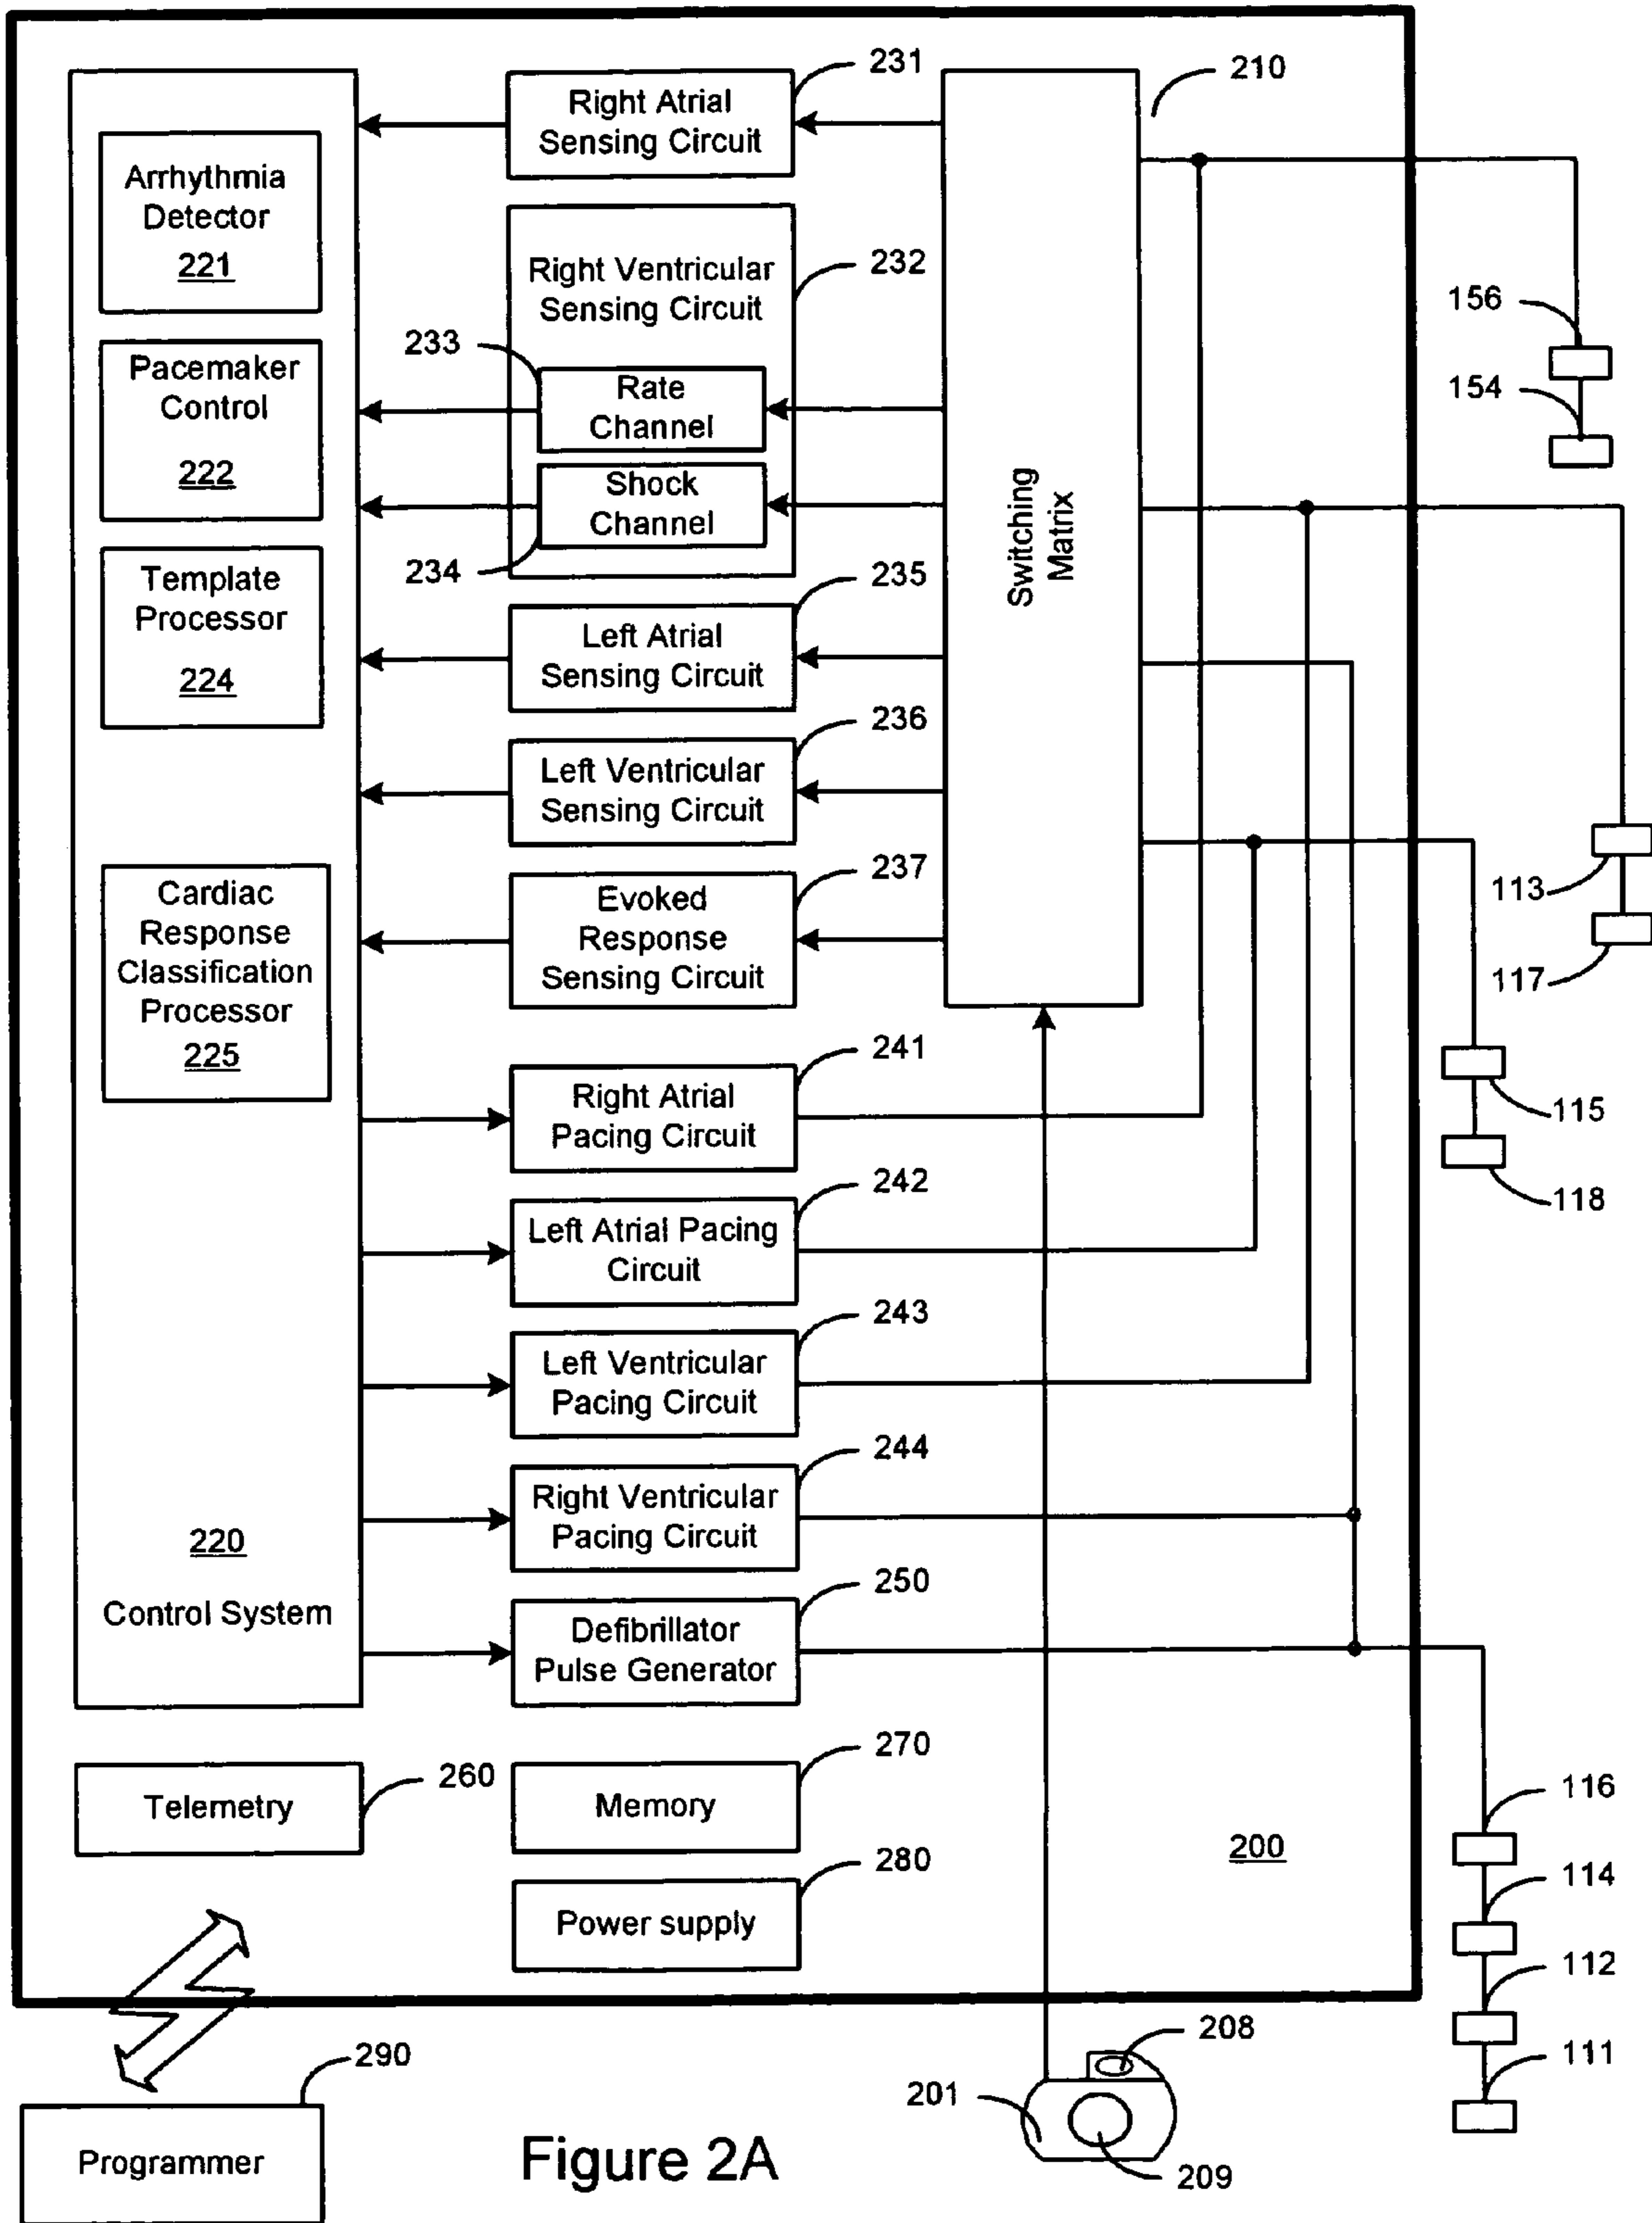 231
210
Right Atrial
Sensing Circuit
Arrhythmia
Detector
221
Right Ventricular
Sensing Circuit
232
233
Rate
Channel
Shock
Channel
234
Pacemaker
Control
222
Switching
Matrix
156
154
Template
Processor
224
235
Left Atrial
Sensing Circuit
236
Left Ventricular
Sensing Circuit
237
Evoked
Response
Sensing Circuit
Cardiac
Response
Classification
Processor
225
113
117
115
118
241
Right Atrial
Pacing Circuit
242
Left Atrial Pacing
Circuit
243
Left Ventricular
Pacing Circuit
244
Right Ventricular
Pacing Circuit
220
Control System
250
Defibrillator
Pulse Generator
260
Telemetry
270
Memory
280
Power supply
200
116
114
112
111
208
201
209
290
Programmer
Figure 2A